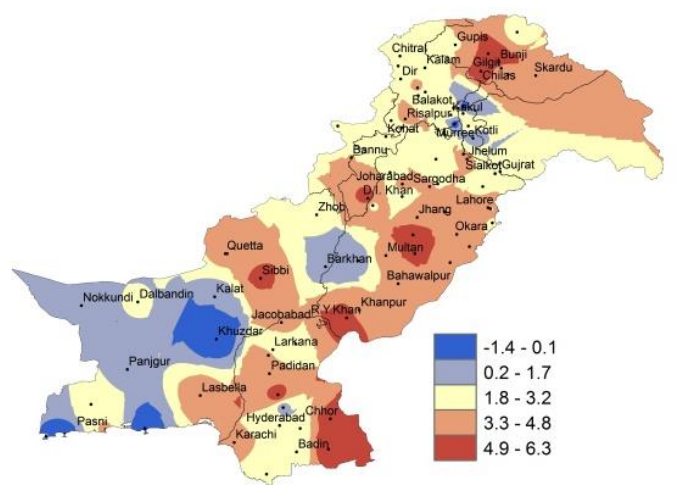 Gupis
Chitral
Kalam
Bunji
Gilgit
Dir
Chilas
Skardu
Balakot
Kakul
Risalpur
Murree
Kotli
Kohat
Jhelum
Bannu
Sialkot
Gujrat
Joharabad
Sargodha
D.I. Khan
Zhob
Lahore
Jhang
Okara
Quetta
Multan
Barkhan
Sibbi
Bahawalpur
Nokkundi
Dalbandin
Kalat
Khanpur
R.Y.Khan
Jacobabad
Khuzdar
Larkana
Panjgur
Padidan
Lasbella
Pasni
Hyderabad
Chhor
Karachi
Badin
-1.4 - 0.1
0.2 - 1.7
1.8 - 3.2
3.3 - 4.8
4.9 - 6.3